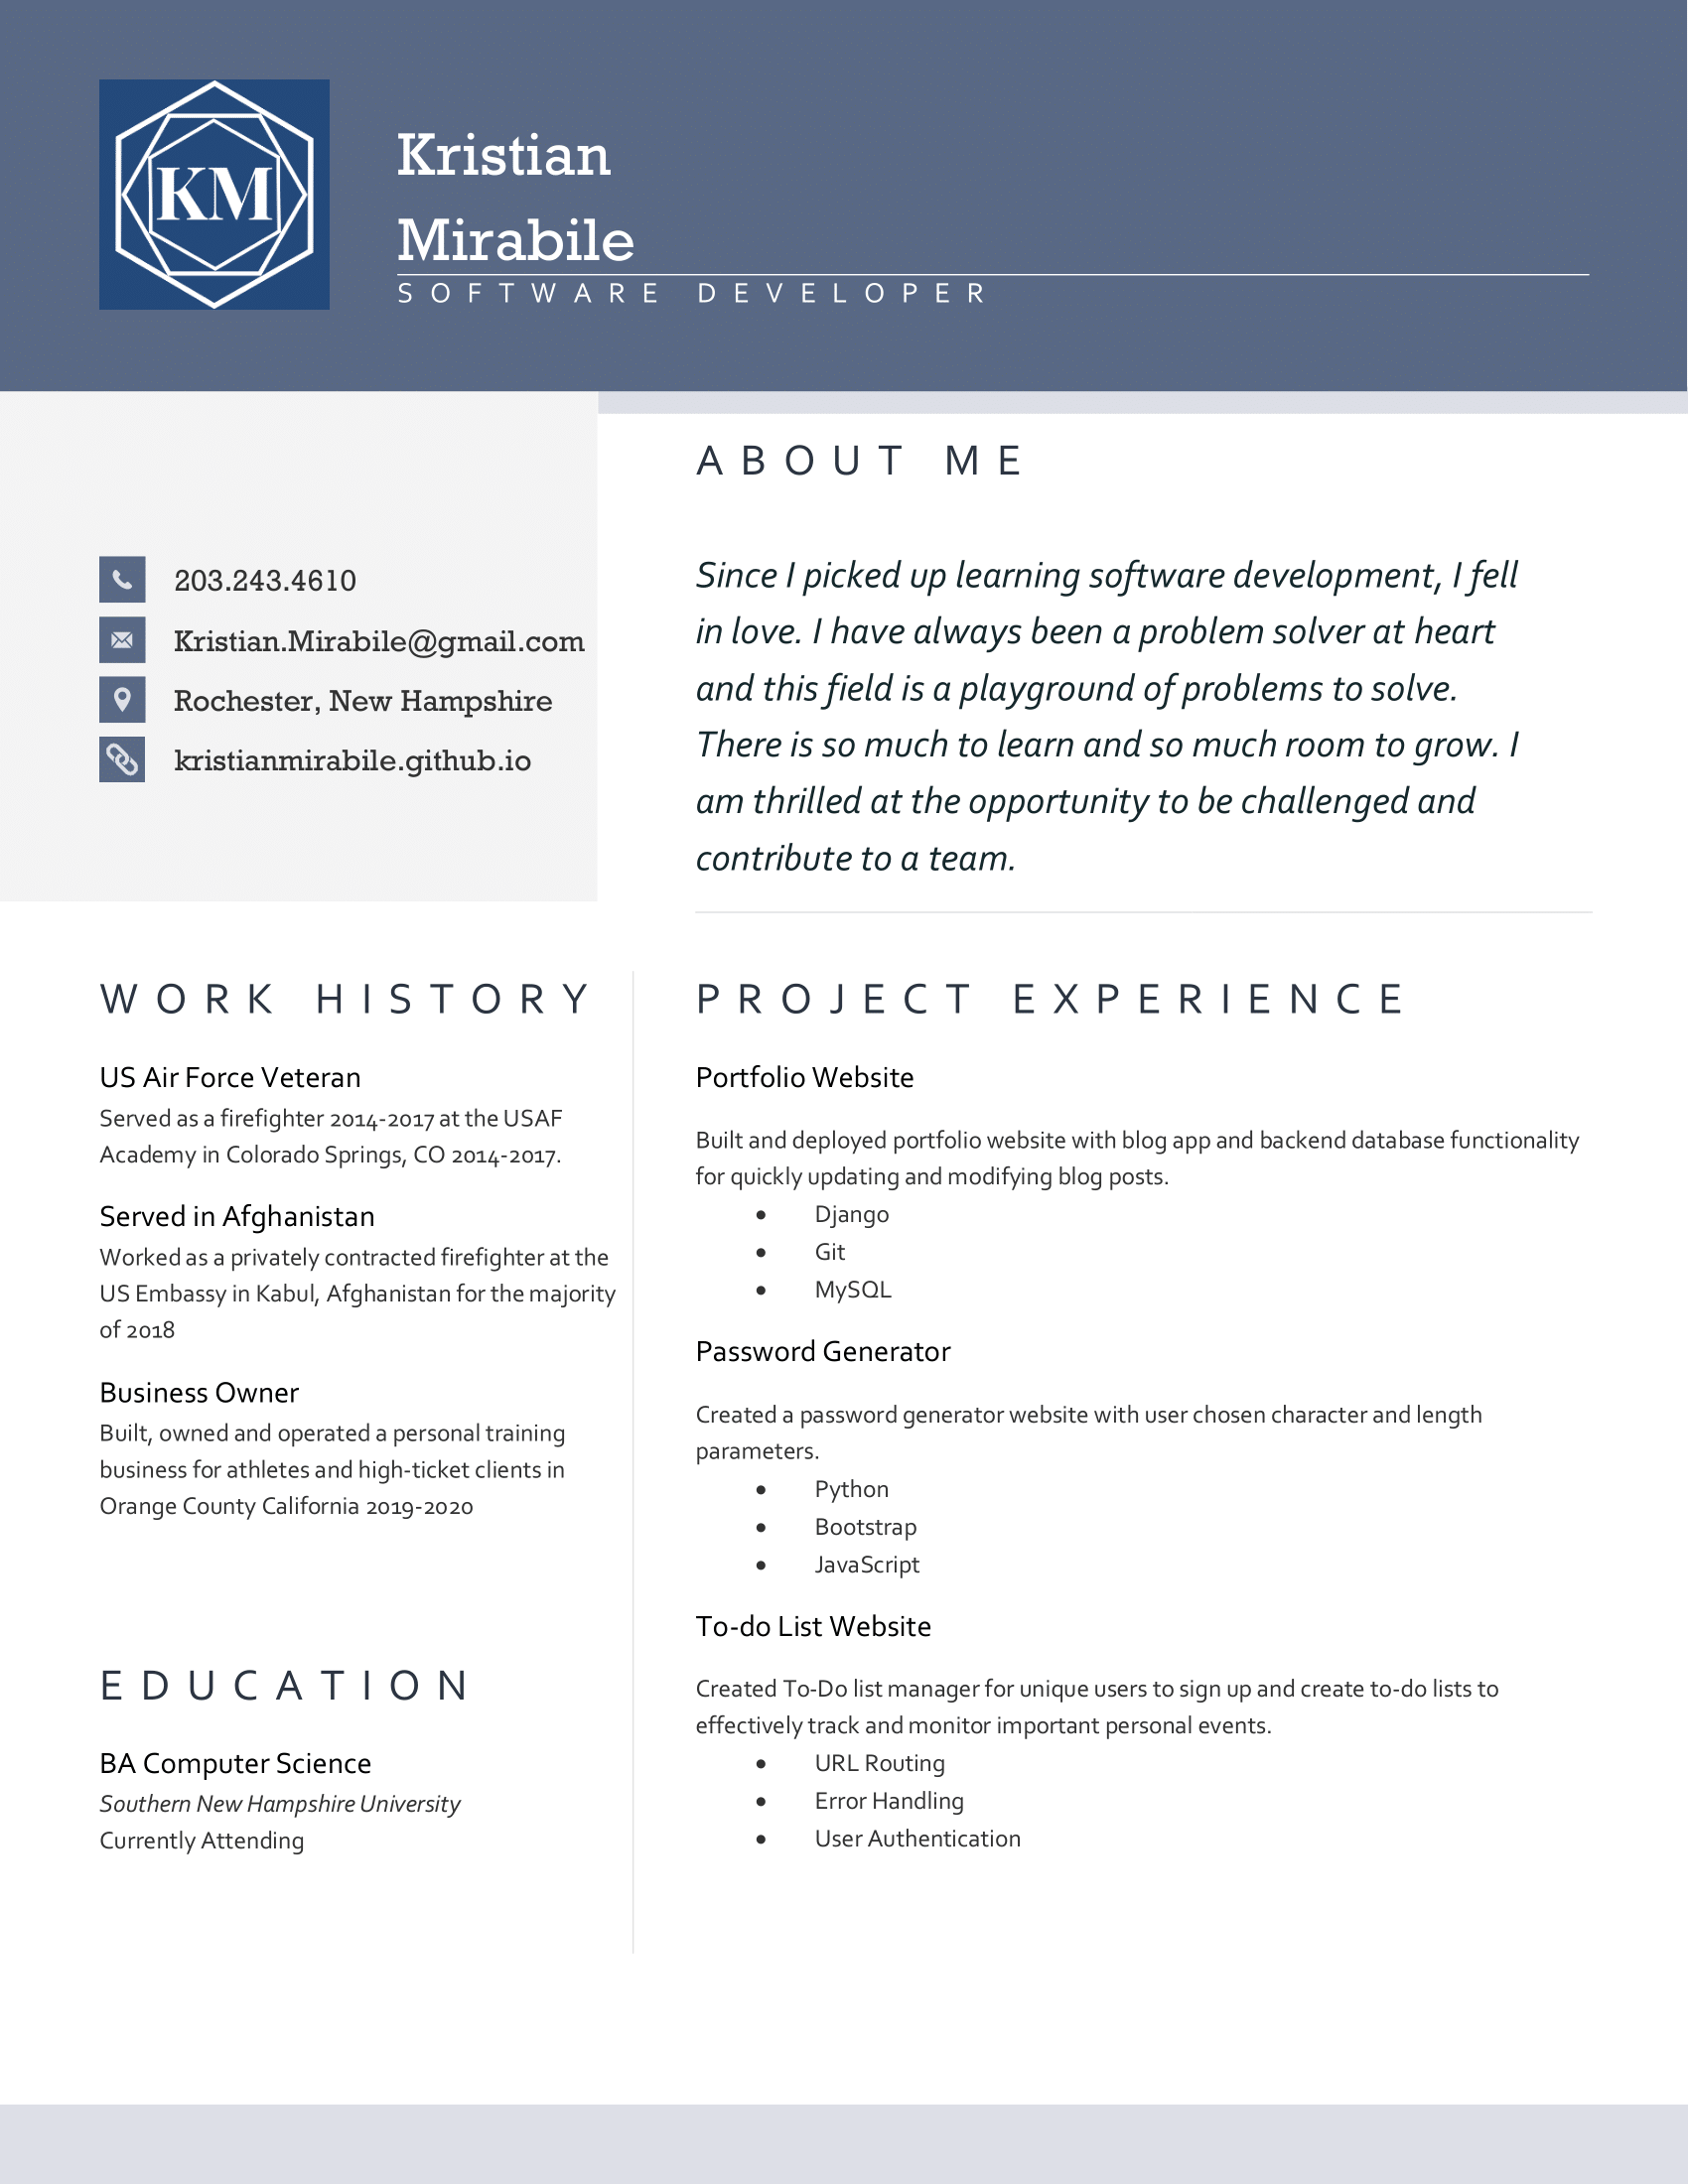 KM
Kristian
Mirabile
SOFTWARE DEVELOPER
203.243.4610
Kristian.Mirabile@gmail.com
Rochester, New Hampshire
kristianmirabile.github.io
ABOUT ME
Since I picked up learning software development, I fell
in love. I have always been a problem solver at heart
and this field is a playground of problems to solve.
There is so much to learn and so much room to grow. I
am thrilled at the opportunity to be challenged and
contribute to a team.
WORK HISTORY
US Air Force Veteran
Served as a firefighter 2014-2017 at the USAF
Academy in Colorado Springs, CO 2014-2017.
Served in Afghanistan
Worked as a privately contracted firefighter at the
US Embassy in Kabul, Afghanistan for the majority
of 2018
Business Owner
Built, owned and operated a personal training
business for athletes and high-ticket clients in
Orange County California 2019-2020
EDUCATION
BA Computer Science
Southern New Hampshire University
Currently Attending
PROJECT EXPERIENCE
Portfolio Website
Built and deployed portfolio website with blog app and backend database functionality
for quickly updating and modifying blog posts.
• Django
• Git
• MySQL
Password Generator
Created a password generator website with user chosen character and length
parameters.
• Python
• Bootstrap
• JavaScript
To-do List Website
Created To-Do list manager for unique users to sign up and create to-do lists to
effectively track and monitor important personal events.
• URL Routing
• Error Handling
• User Authentication